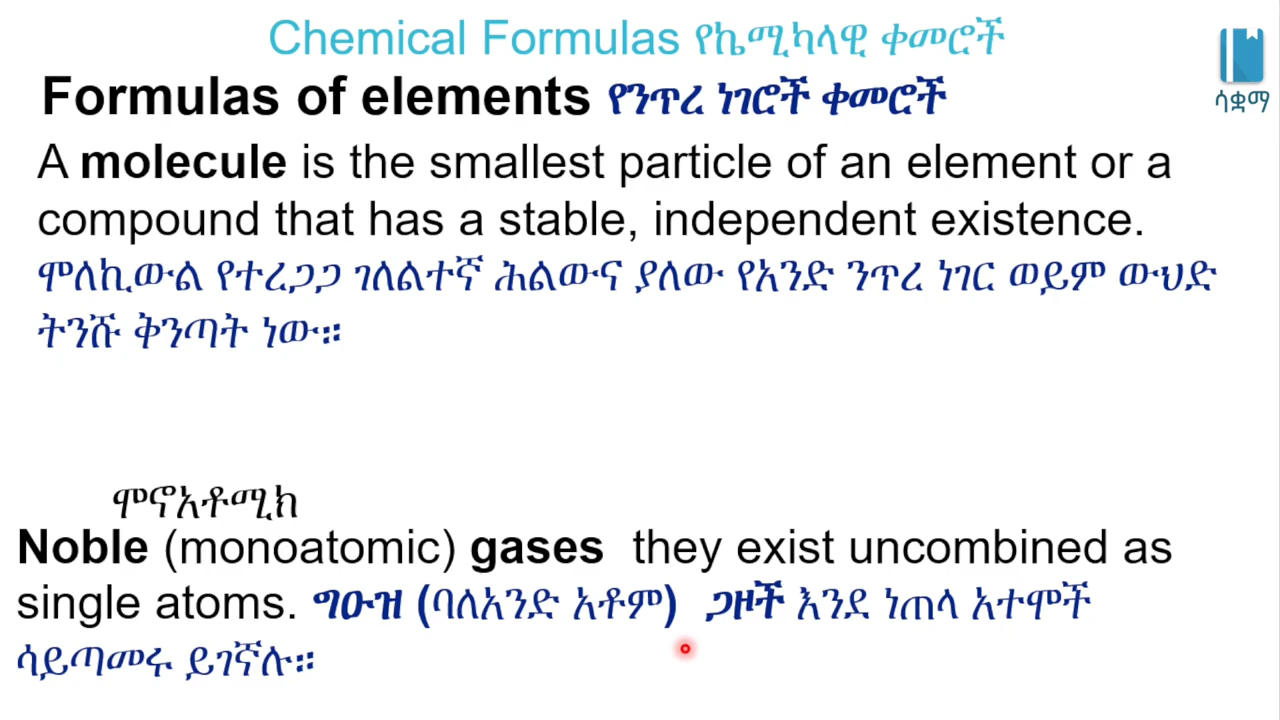 Chemical Formulas የኬሚካላዊ ቀመሮች
Formulas of elements የንጥረ ነገሮች ቀመሮች
ሳቋማ
A molecule is the smallest particle of an element or a
compound that has a stable, independent existence.
ሞለኪውል የተረጋጋ ገለልተኛ ሕልውና ያለው የአንድ ንጥረ ነገር ወይም ውህድ
ትንሹ ቅንጣት ነው።
ሞኖአቶሚክ
Noble (monoatomic) gases they exist uncombined as
single atoms. ግዑዝ (ባለአንድ አቶም) ጋዞች እንደ ነጠላ አተሞች
ሳይጣመሩ ይገኛሉ።